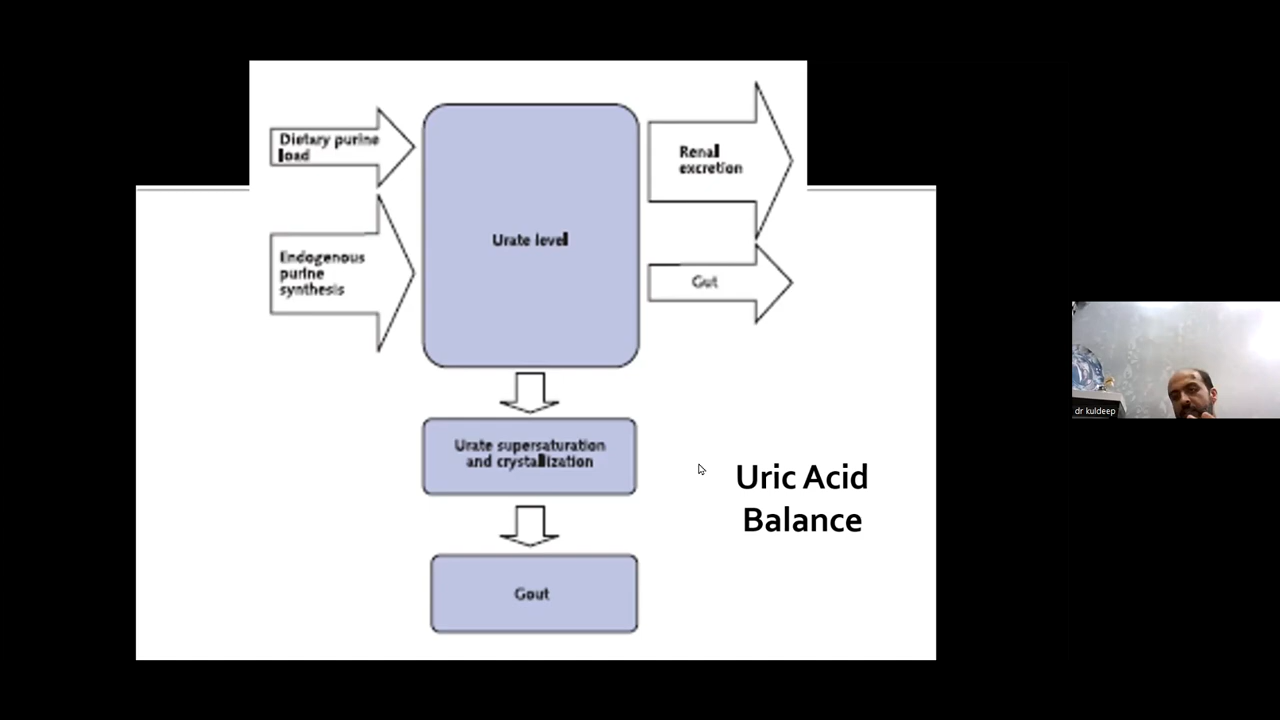 Dietary purine
load
Endogenous
purine
synthesis
Urate level
Renal
excretion
Gut
Urate supersaturation
and crystallization
Gout
Uric Acid
Balance
dr kuldeep